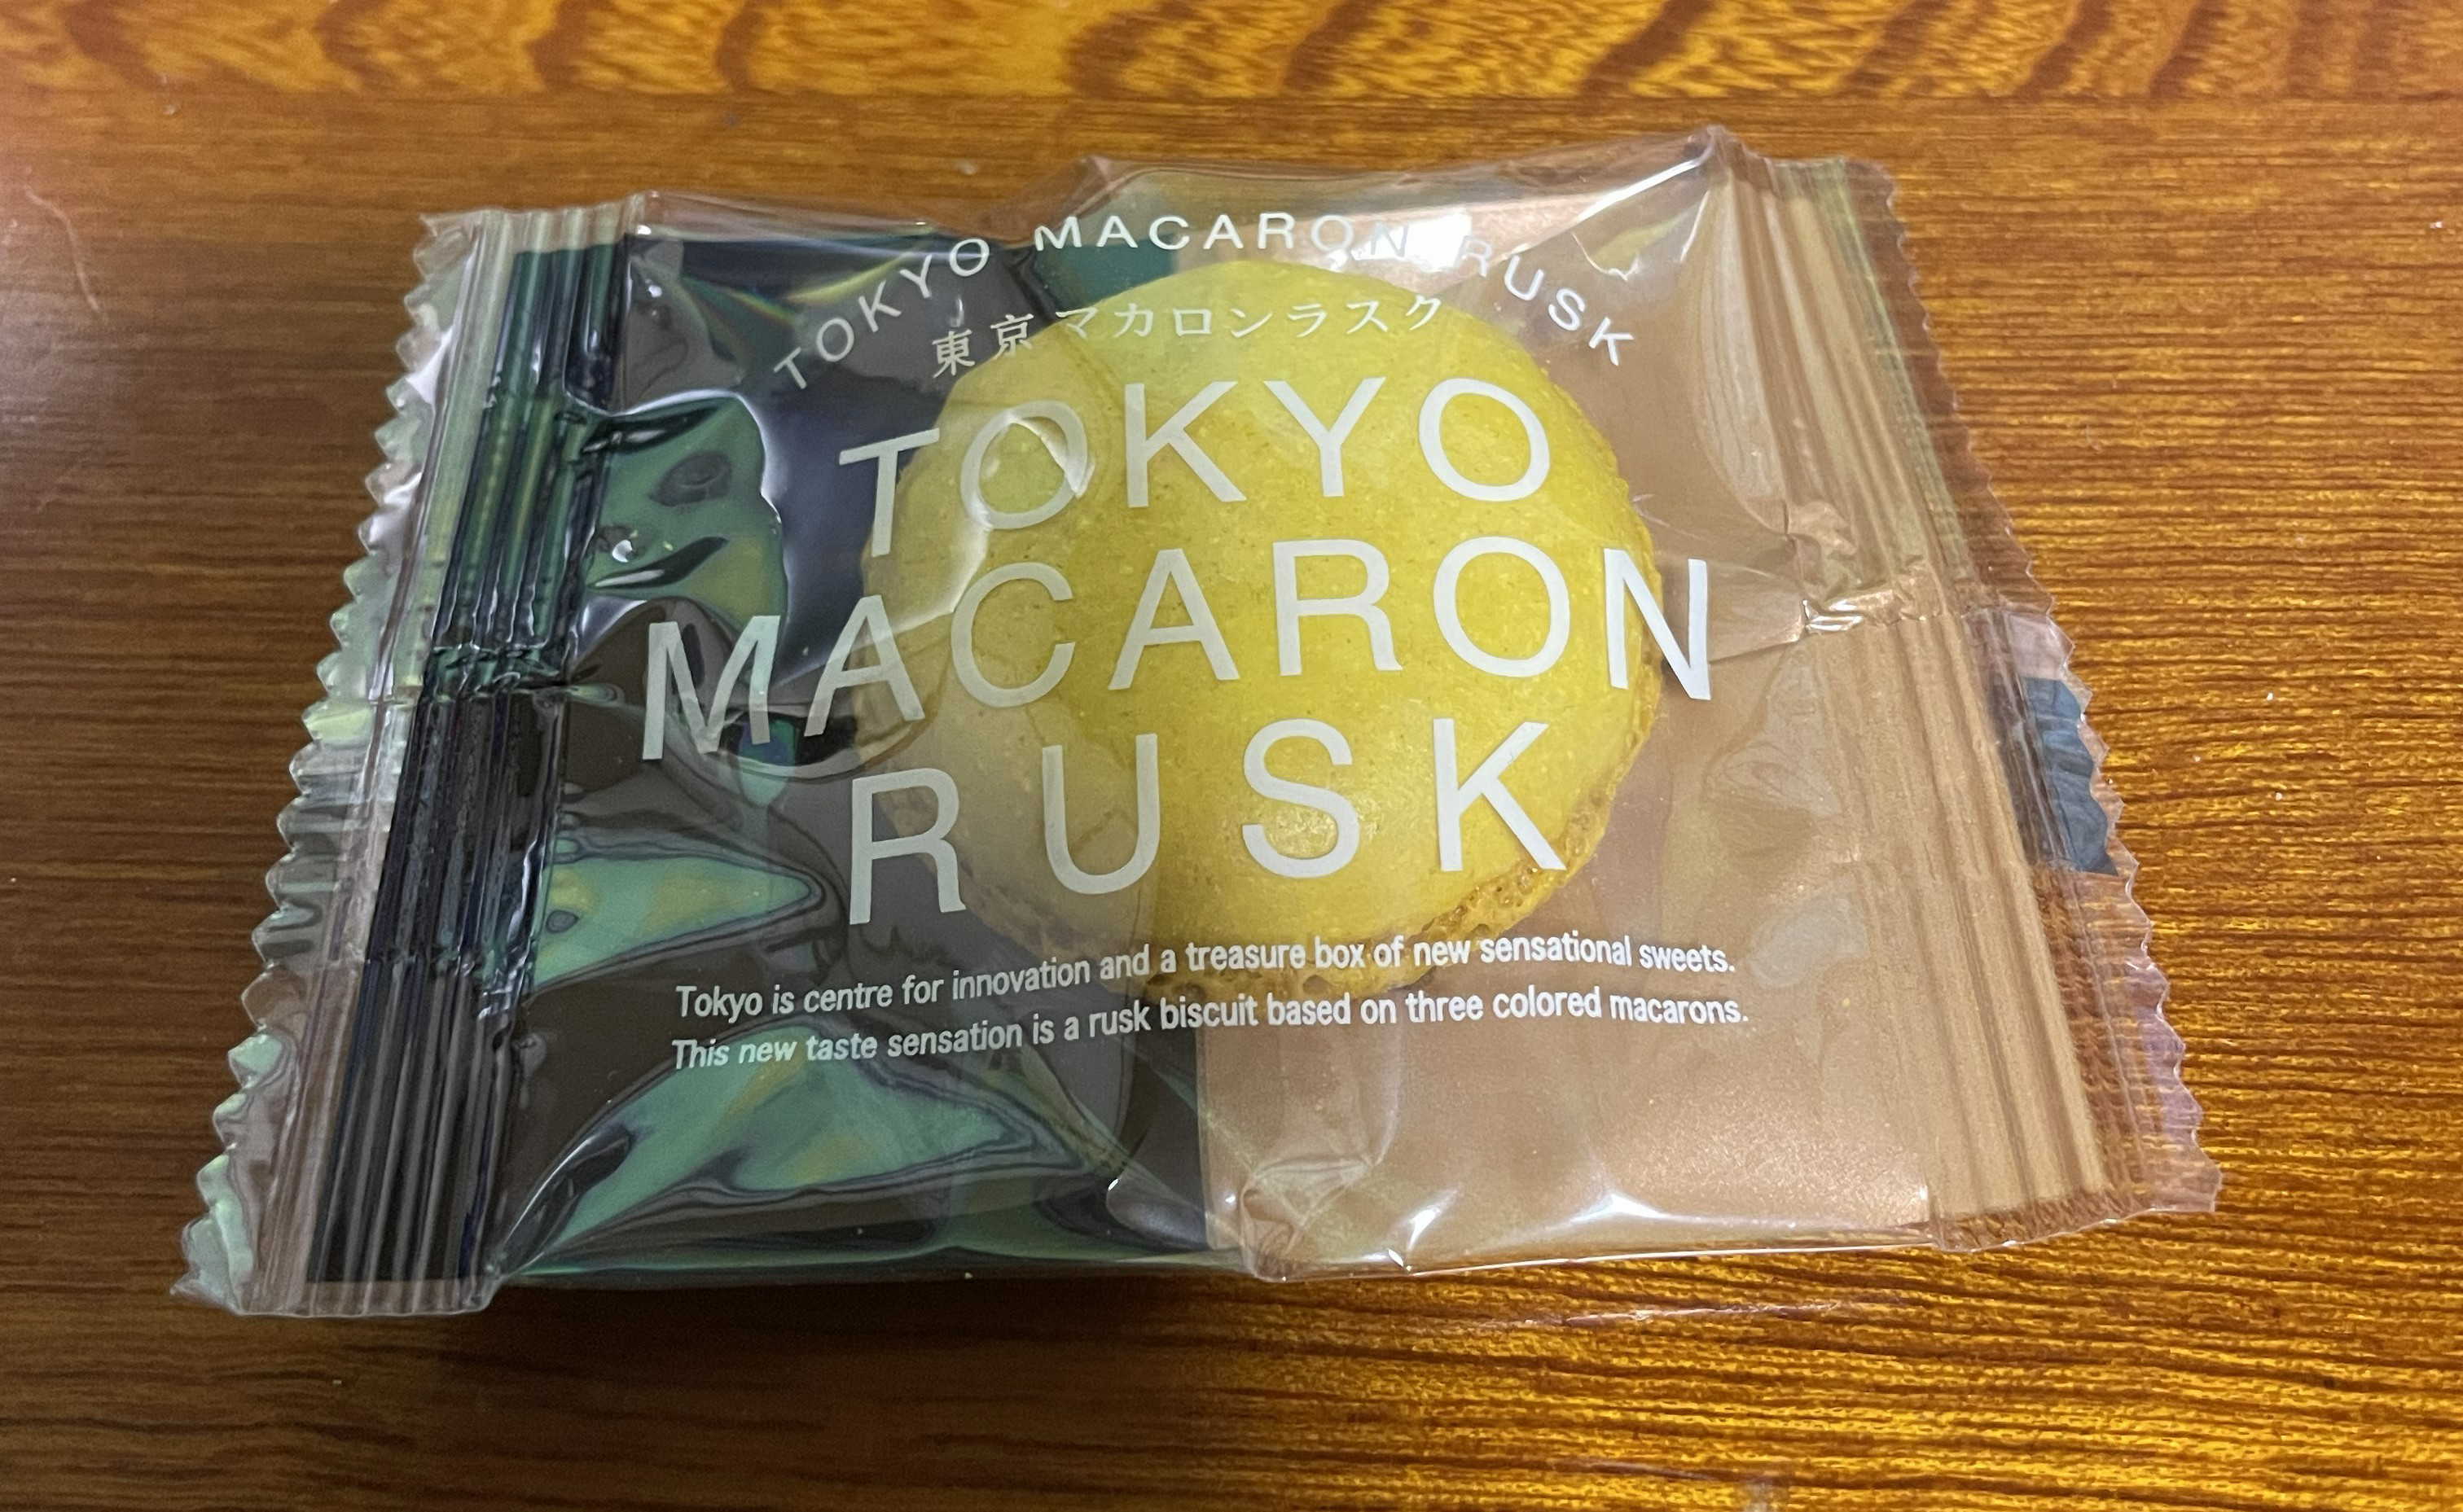 TOKYO MACARON RUSK
東京マカロンラスク
TOKYO
MACARON
RUSK
Tokyo is centre for innovation and a treasure box of new sensational sweets.
This new taste sensation is a rusk biscuit based on three colored macarons.